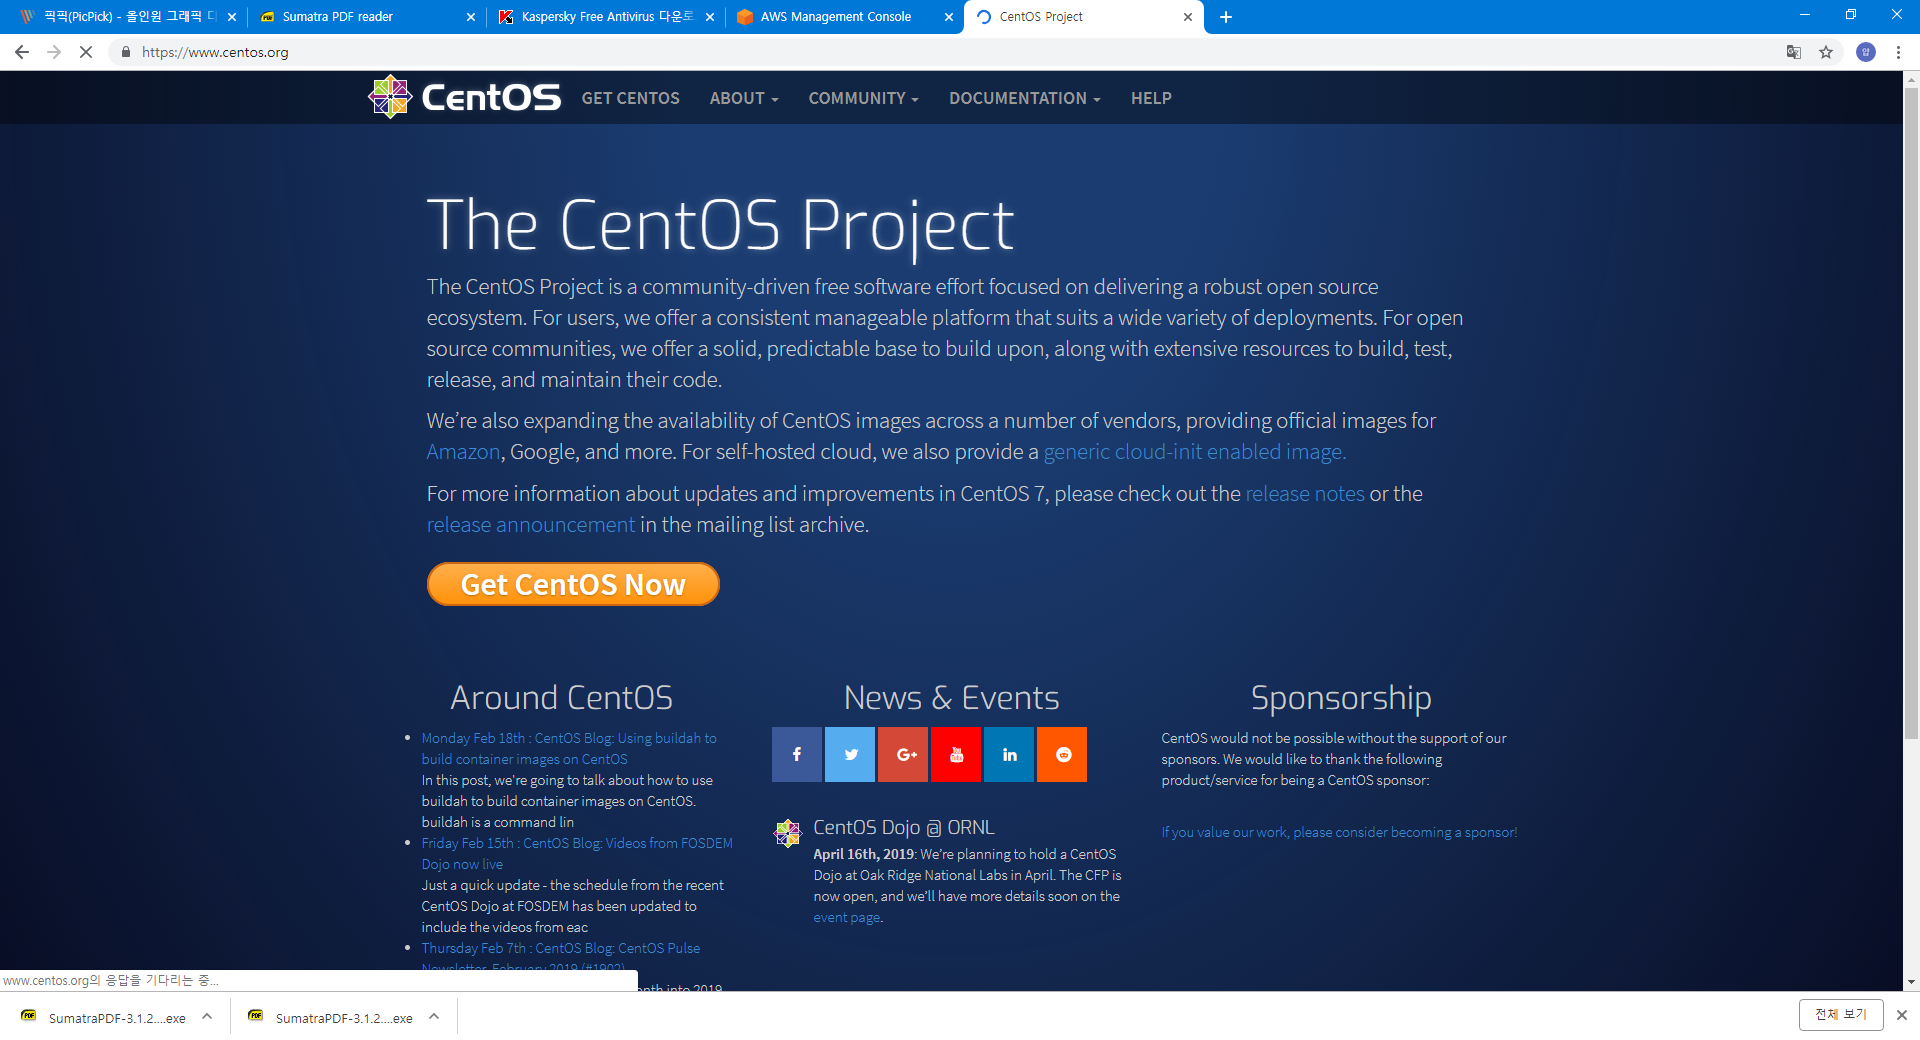 픽픽(PicPick) - 올인원 그래픽 디
Sumatra PDF reader
Kaspersky Free Antivirus 다운로
AWS Management Console
CentOS Project
https://www.centos.org
CentOS
GET CENTOS
ABOUT
COMMUNITY
DOCUMENTATION
HELP
The CentOS Project
The CentOS Project is a community-driven free software effort focused on delivering a robust open source
ecosystem. For users, we offer a consistent manageable platform that suits a wide variety of deployments. For open
source communities, we offer a solid, predictable base to build upon, along with extensive resources to build, test,
release, and maintain their code.
We’re also expanding the availability of CentOS images across a number of vendors, providing official images for
Amazon, Google, and more. For self-hosted cloud, we also provide a generic cloud-init enabled image.
For more information about updates and improvements in CentOS 7, please check out the release notes or the
release announcement in the mailing list archive.
Get CentOS Now
Around CentOS
Monday Feb 18th : CentOS Blog: Using buildah to
build container images on CentOS
In this post, we're going to talk about how to use
buildah to build container images on CentOS.
buildah is a command lin
Friday Feb 15th : CentOS Blog: Videos from FOSDEM
Dojo now live
Just a quick update - the schedule from the recent
CentOS Dojo at FOSDEM has been updated to
include the videos from eac
Thursday Feb 7th : CentOS Blog: CentOS Pulse
Newsletter, February 2019 (#1902)
onth into 2019
News & Events
CentOS Dojo @ ORNL
April 16th, 2019: We’re planning to hold a CentOS
Dojo at Oak Ridge National Labs in April. The CFP is
now open, and we’ll have more details soon on the
event page.
Sponsorship
CentOS would not be possible without the support of our
sponsors. We would like to thank the following
product/service for being a CentOS sponsor:
If you value our work, please consider becoming a sponsor!
www.centos.org의 응답을 기다리는 중...
SumatraPDF-3.1.2....exe
SumatraPDF-3.1.2....exe
전체 보기